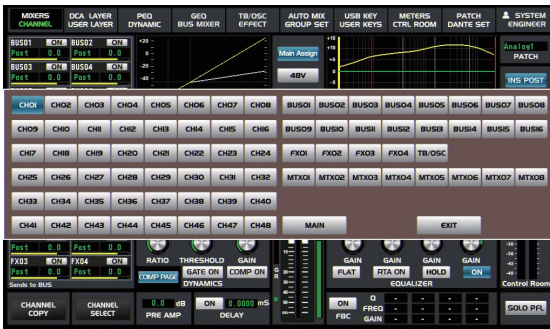 MIXERS DCA LAYER PEQ GEQ TB/OSC AUTO MIX USB KEY METERS PATCH SYSTEM
CHANNEL USER LAYER DYNAMIC BUS MIXER EFFECT GROUP SET USER KEYS CTRL ROOM DANTE SET ENGINEER
BUS01 ON BUS02 ON
Post 0.0 Post 0.0
BUS03 ON BUS04 ON
Post 0.0 Post 0.0
+20
0
-20
-40
Main Assign
48V
+15
+10
+5
0
-5
Analog1
PATCH
INS POST
CH01 CH02 CH03 CH04 CH05 CH06 CH07 CH08 BUS01 BUS02 BUS03 BUS04 BUS05 BUS06 BUS07 BUS08
CH09 CH10 CH11 CH12 CH13 CH14 CH15 CH16 BUS09 BUS10 BUS11 BUS12 BUS13 BUS14 BUS15 BUS16
CH17 CH18 CH19 CH20 CH21 CH22 CH23 CH24 FX01 FX02 FX03 FX04 TB/OSC
CH25 CH26 CH27 CH28 CH29 CH30 CH31 CH32 MTX01 MTX02 MTX03 MTX04 MTX05 MTX06 MTX07 MTX08
CH33 CH34 CH35 CH36 CH37 CH38 CH39 CH40
CH41 CH42 CH43 CH44 CH45 CH46 CH47 CH48 MAIN EXIT
Post 0.0 Post 0.0
FX03 ON FX04 ON
Post 0.0 Post 0.0
Sends to BUS
RATIO THRESHOLD GAIN
COMP PAGE GATE ON COMP ON
DYNAMICS
GAIN GAIN GAIN GAIN
FLAT RTA ON HOLD ON
EQUALIZER
Control Room
CHANNEL COPY
CHANNEL SELECT
0.0 dB
PRE AMP
ON 0.0000 mS
DELAY
ON
FBC
Q
FREQ
GAIN
SOLO PFL